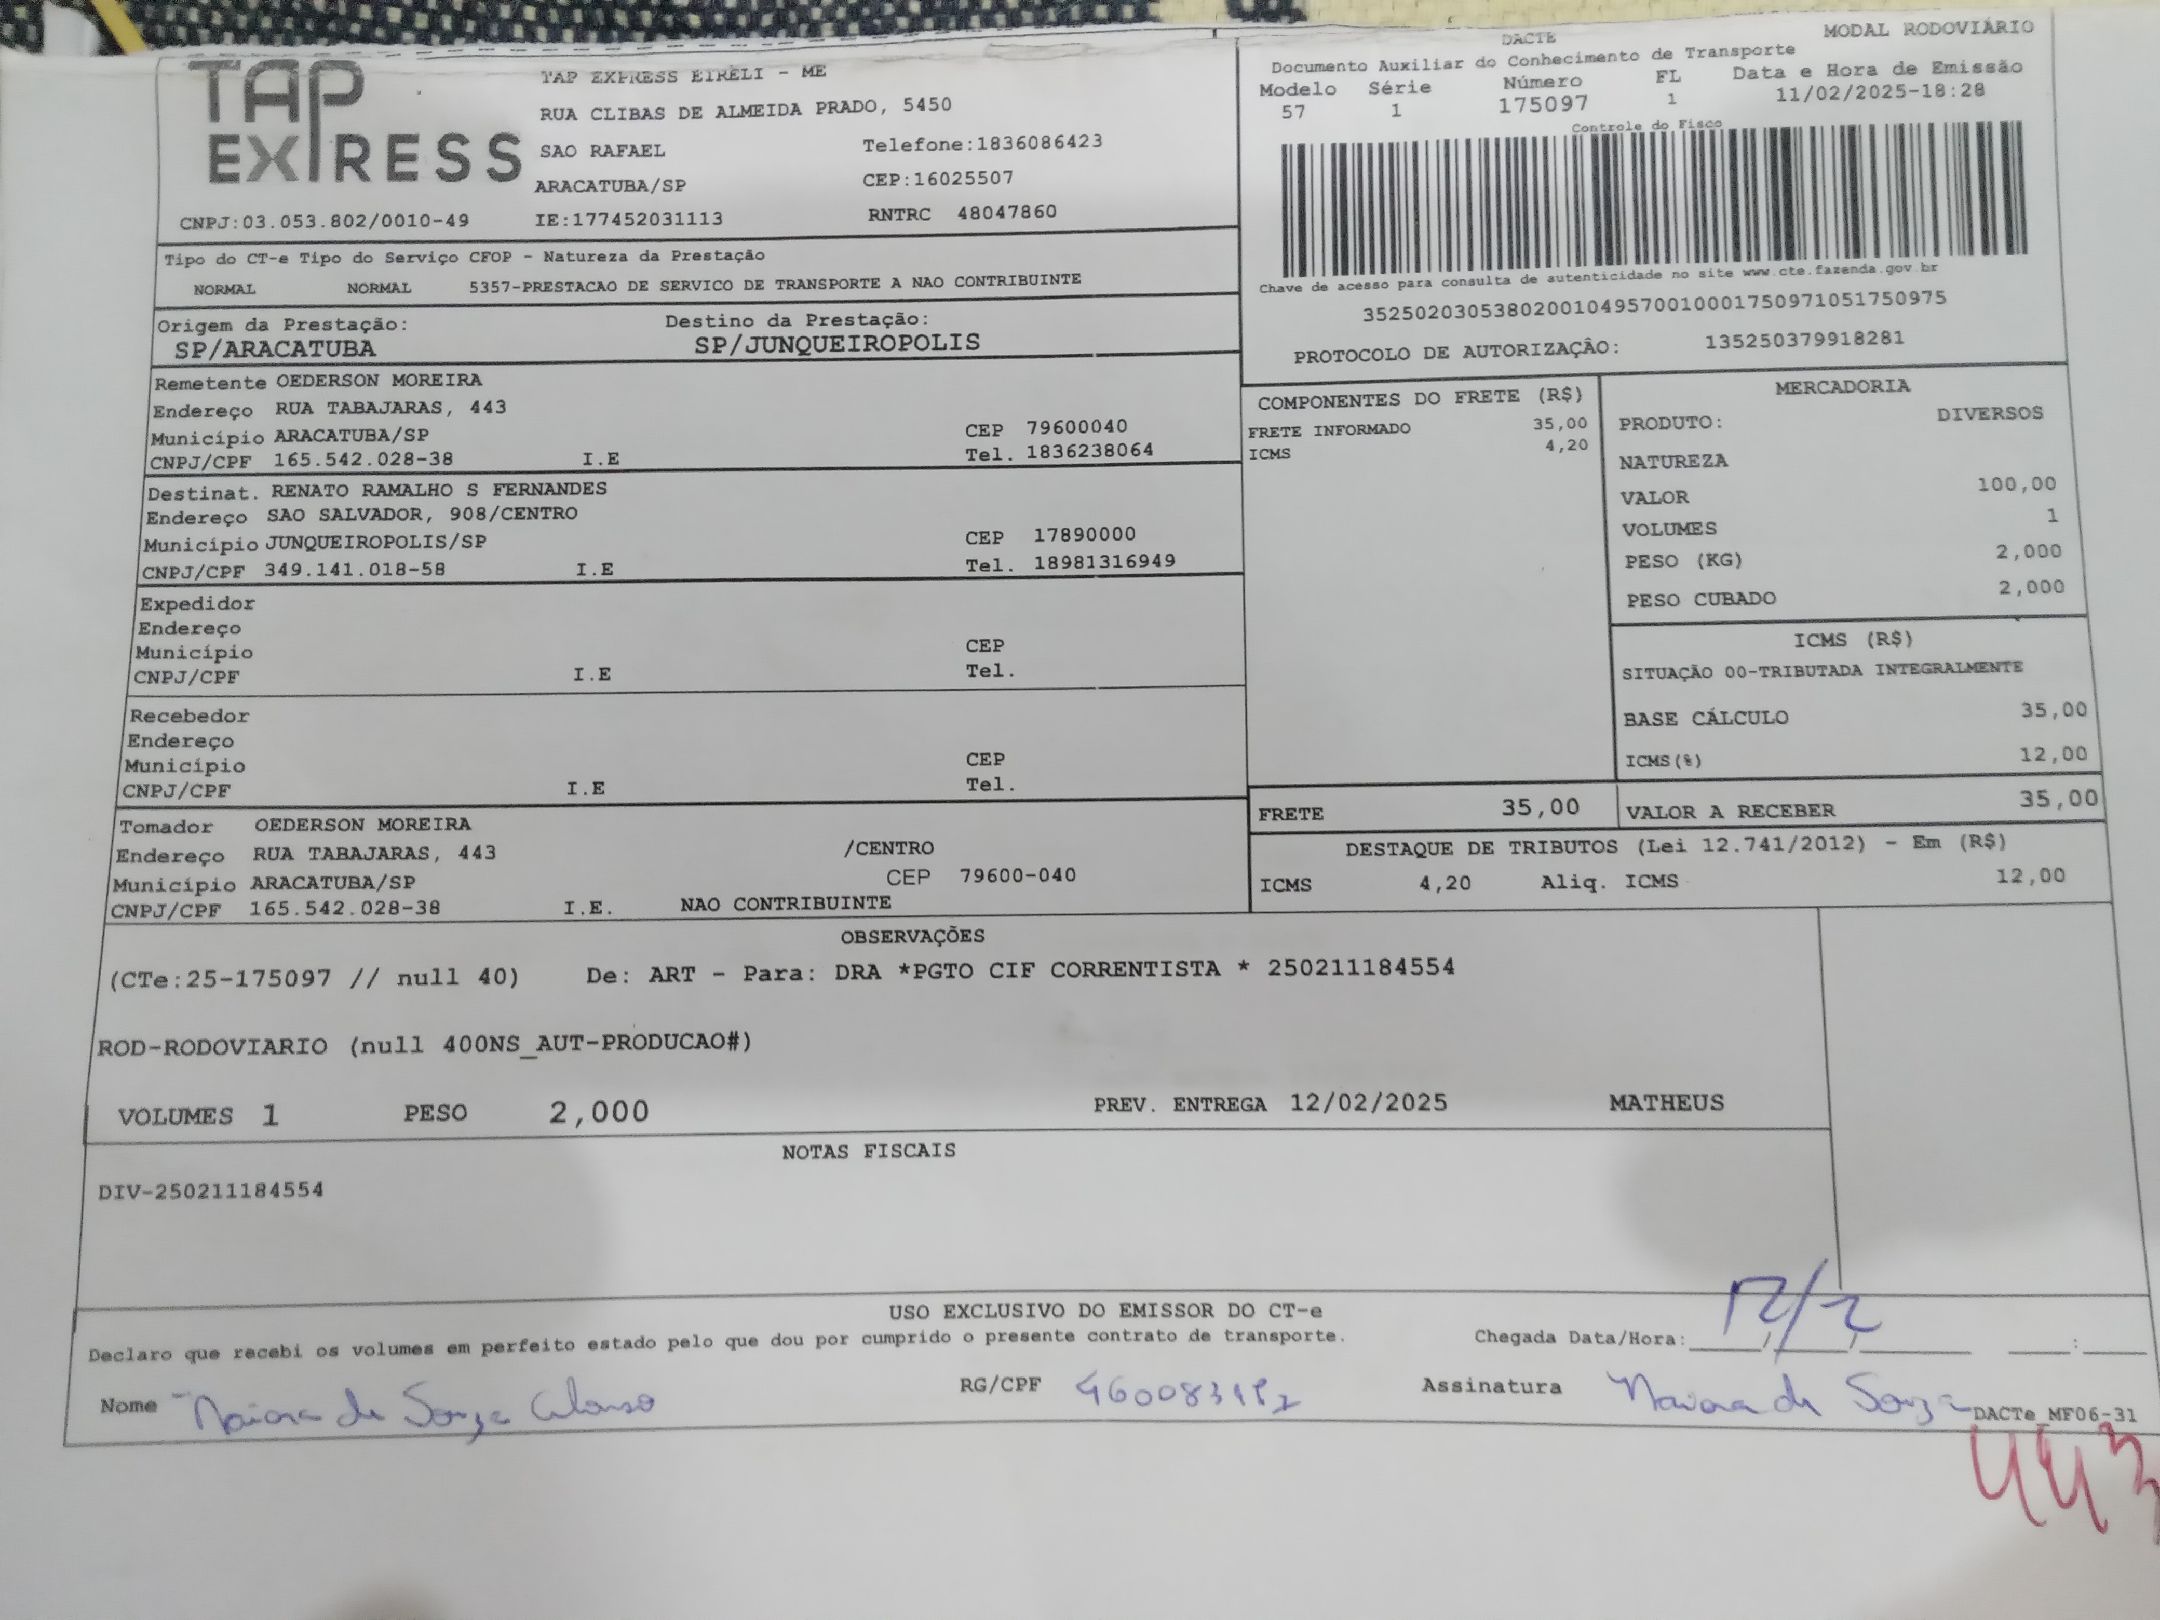 TAP EXPRESS
TAP EXPRESS EIRELI - ME
RUA CLIBAS DE ALMEIDA PRADO, 5450
SAO RAFAEL Telefone:1836086423
ARACATUBA/SP CEP:16025507
CNPJ:03.053.802/0010-49 IE:177452031113 RNTRC 48047860
DACTE MODAL RODOVIÁRIO
Documento Auxiliar do Conhecimento de Transporte
Modelo Série Número FL Data e Hora de Emissão
57 1 175097 1 11/02/2025-18:28
Controle do Fisco
Chave de acesso para consulta de autenticidade no site www.cte.fazenda.gov.br
35250203053802001049570010001750971051750975
PROTOCOLO DE AUTORIZAÇÂO: 135250379918281
Tipo do CT-e Tipo do Serviço CFOP - Natureza da Prestação
NORMAL NORMAL 5357-PRESTACAO DE SERVICO DE TRANSPORTE A NAO CONTRIBUINTE
Origem da Prestação: Destino da Prestação:
SP/ARACATUBA SP/JUNQUEIROPOLIS
Remetente OEDERSON MOREIRA
Endereço RUA TABAJARAS, 443
Município ARACATUBA/SP CEP 79600040
CNPJ/CPF 165.542.028-38 I.E Tel. 1836238064
Destinat. RENATO RAMALHO S FERNANDES
Endereço SAO SALVADOR, 908/CENTRO
Município JUNQUEIROPOLIS/SP CEP 17890000
CNPJ/CPF 349.141.018-58 I.E Tel. 18981316949
Expedidor
Endereço
Município CEP
CNPJ/CPF I.E Tel.
Recebedor
Endereço
Município CEP
CNPJ/CPF I.E Tel.
Tomador OEDERSON MOREIRA
Endereço RUA TABAJARAS, 443 /CENTRO
Município ARACATUBA/SP CEP 79600-040
CNPJ/CPF 165.542.028-38 I.E. NAO CONTRIBUINTE
COMPONENTES DO FRETE (R$)
FRETE INFORMADO 35,00
ICMS 4,20
MERCADORIA
PRODUTO: DIVERSOS
NATUREZA
VALOR 100,00
VOLUMES 1
PESO (KG) 2,000
PESO CUBADO 2,000
ICMS (R$)
SITUAÇÃO 00-TRIBUTADA INTEGRALMENTE
BASE CÁLCULO 35,00
ICMS(%) 12,00
FRETE 35,00 VALOR A RECEBER 35,00
DESTAQUE DE TRIBUTOS (Lei 12.741/2012) - Em (R$)
ICMS 4,20 Aliq. ICMS 12,00
OBSERVAÇÕES
(CTe:25-175097 // null 40) De: ART - Para: DRA *PGTO CIF CORRENTISTA * 250211184554
ROD-RODOVIARIO (null 400NS_AUT-PRODUCAO#)
VOLUMES 1 PESO 2,000 PREV. ENTREGA 12/02/2025 MATHEUS
NOTAS FISCAIS
DIV-250211184554
USO EXCLUSIVO DO EMISSOR DO CT-e
Declaro que recebi os volumes em perfeito estado pelo que dou por cumprido o presente contrato de transporte. Chegada Data/Hora: 12/2
Nome de Souza RG/CPF Assinatura de Souza
DACTe_MF06-31
443